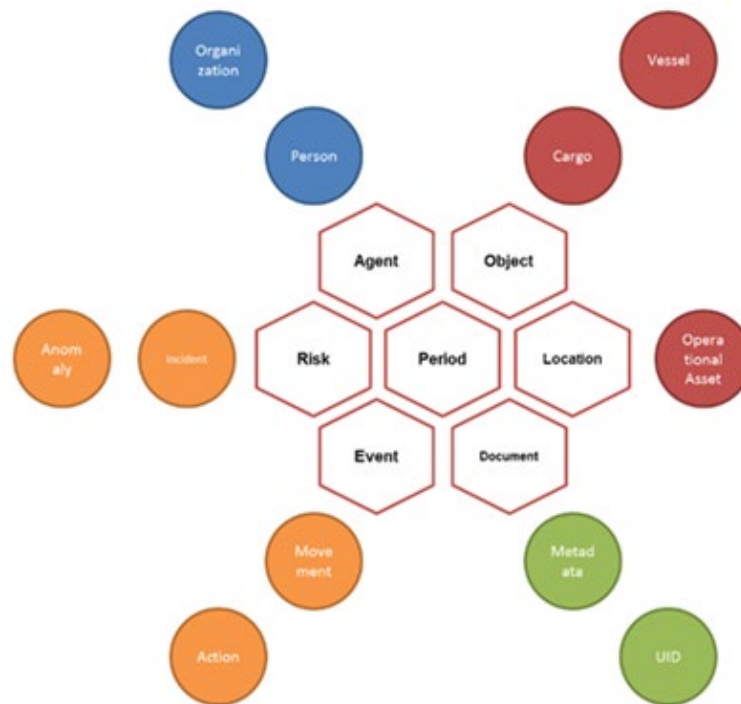 Organi
zation
Vessel
Person
Cargo
Agent
Object
Anom
aly
Incident
Risk
Period
Location
Opera
tional
Asset
Event
Document
Move
ment
Metad
ata
Action
UID